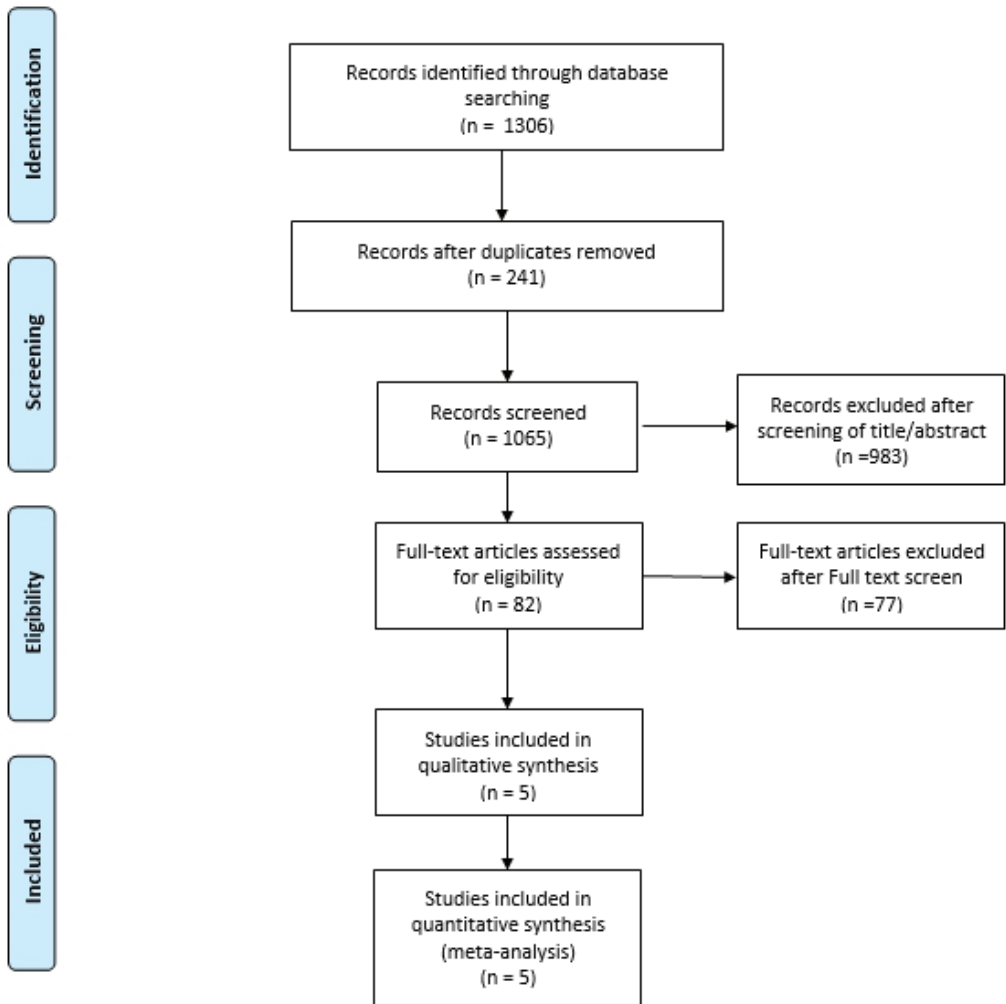 Identification
Records identified through database
searching
(n =  1306)
Records after duplicates removed
(n = 241)
Screening
Records screened
(n = 1065)
Records excluded after
screening of title/abstract
(n =983)
Eligibility
Full-text articles assessed
for eligibility
(n = 82)
Full-text articles excluded
after Full text screen
(n =77)
Included
Studies included in
qualitative synthesis
(n = 5)
Studies included in
quantitative synthesis
(meta-analysis)
(n = 5)